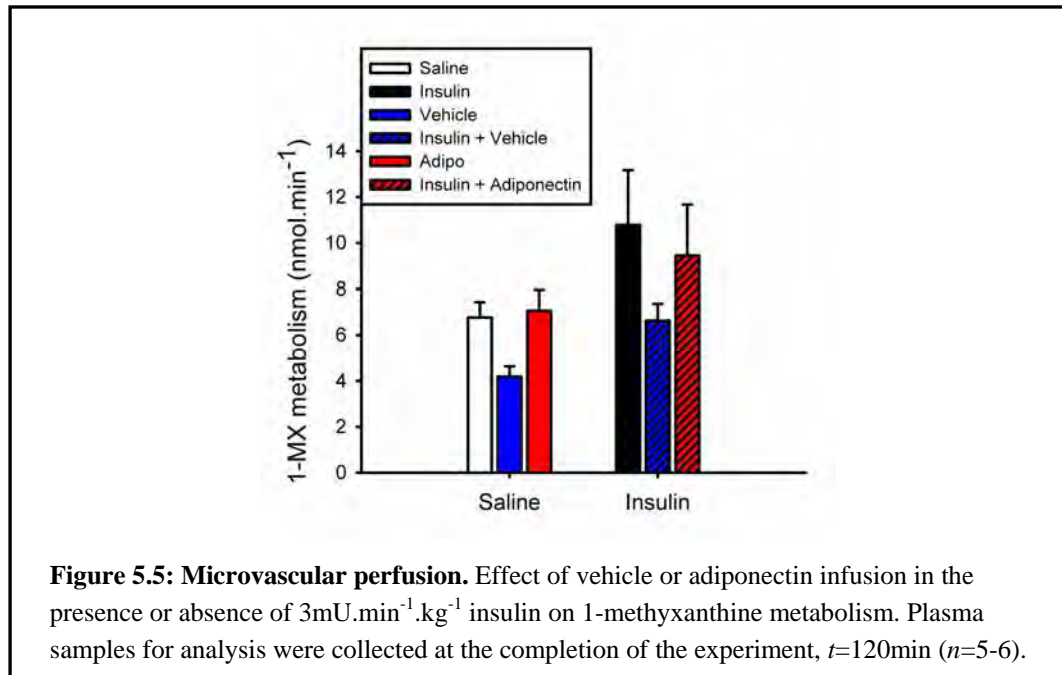 Saline
Insulin
Vehicle
Insulin + Vehicle
Adipo
Insulin + Adiponectin
1-MX metabolism (nmol.min⁻¹)
14
12
10
8
6
4
2
0
Saline Insulin
Figure 5.5: Microvascular perfusion. Effect of vehicle or adiponectin infusion in the
presence or absence of 3mU.min⁻¹.kg⁻¹ insulin on 1-methyxanthine metabolism. Plasma
samples for analysis were collected at the completion of the experiment, t=120min (n=5-6).